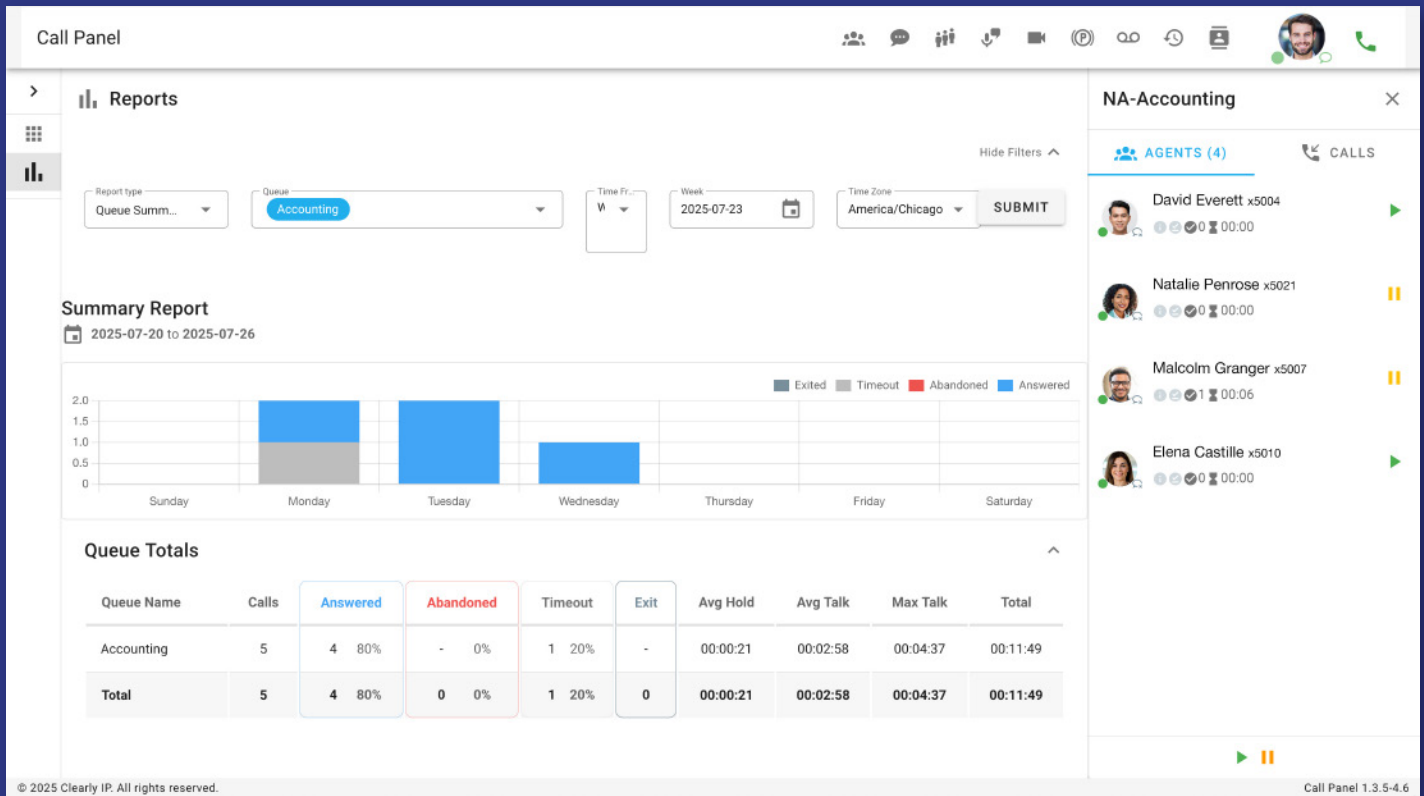 Call Panel
Reports
Hide Filters
Report type
Queue Summ...
Queue
Accounting
Time Fr...
Week
2025-07-23
Time Zone
America/Chicago
SUBMIT
Summary Report
2025-07-20 to 2025-07-26
Exited Timeout Abandoned Answered
2.0
1.5
1.0
0.5
0
Sunday Monday Tuesday Wednesday Thursday Friday Saturday
Queue Totals
Queue Name Calls Answered Abandoned Timeout Exit Avg Hold Avg Talk Max Talk Total
Accounting 5 4 80% - 0% 1 20% - 00:00:21 00:02:58 00:04:37 00:11:49
Total 5 4 80% 0 0% 1 20% 0 00:00:21 00:02:58 00:04:37 00:11:49
NA-Accounting
AGENTS (4) CALLS
David Everett x5004
0 00:00
Natalie Penrose x5021
0 00:00
Malcolm Granger x5007
1 00:06
Elena Castille x5010
0 00:00
© 2025 Clearly IP. All rights reserved.
Call Panel 1.3.5-4.6